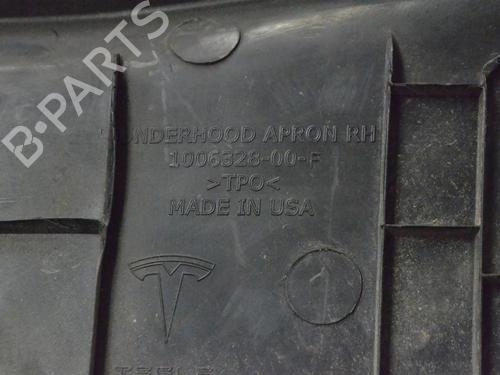 B-PARTS
UNDERHOOD APRON RH
1006328-00-F
>TPO<
MADE IN USA